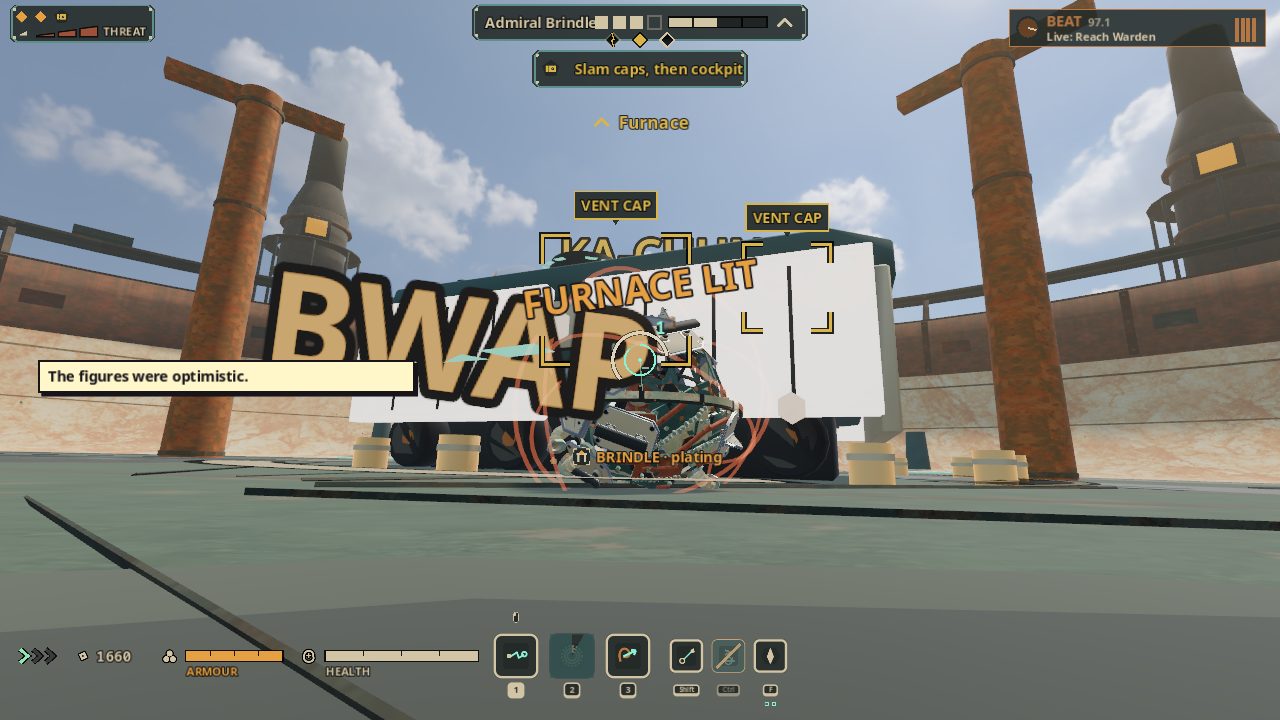 THREAT
Admiral Brindle
BEAT 97.1
Live: Reach Warden
Slam caps, then cockpit
Furnace
VENT CAP
VENT CAP
FURNACE LIT
BWAP
1
The figures were optimistic.
BRINDLE · plating
1660
ARMOUR
HEALTH
1
2
3
Shift
Ctrl
F